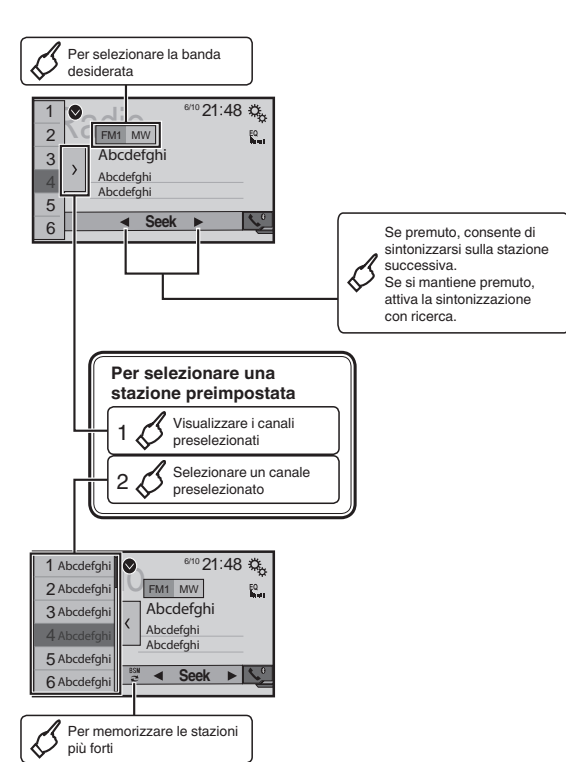 Per selezionare la banda
desiderata
Radio
6/10 21:48
1
2
3
4
5
6
FM1 MW
EQ
Abcdefghi
Abcdefghi
Abcdefghi
Seek
Se premuto, consente di
sintonizzarsi sulla stazione
successiva.
Se si mantiene premuto,
attiva la sintonizzazione
con ricerca.
Per selezionare una
stazione preimpostata
1 Visualizzare i canali
preselezionati
2 Selezionare un canale
preselezionato
1 Abcdefghi
2 Abcdefghi
3 Abcdefghi
4 Abcdefghi
5 Abcdefghi
6 Abcdefghi
6/10 21:48
FM1 MW
EQ
Abcdefghi
Abcdefghi
Abcdefghi
BSM
Seek
Per memorizzare le stazioni
più forti